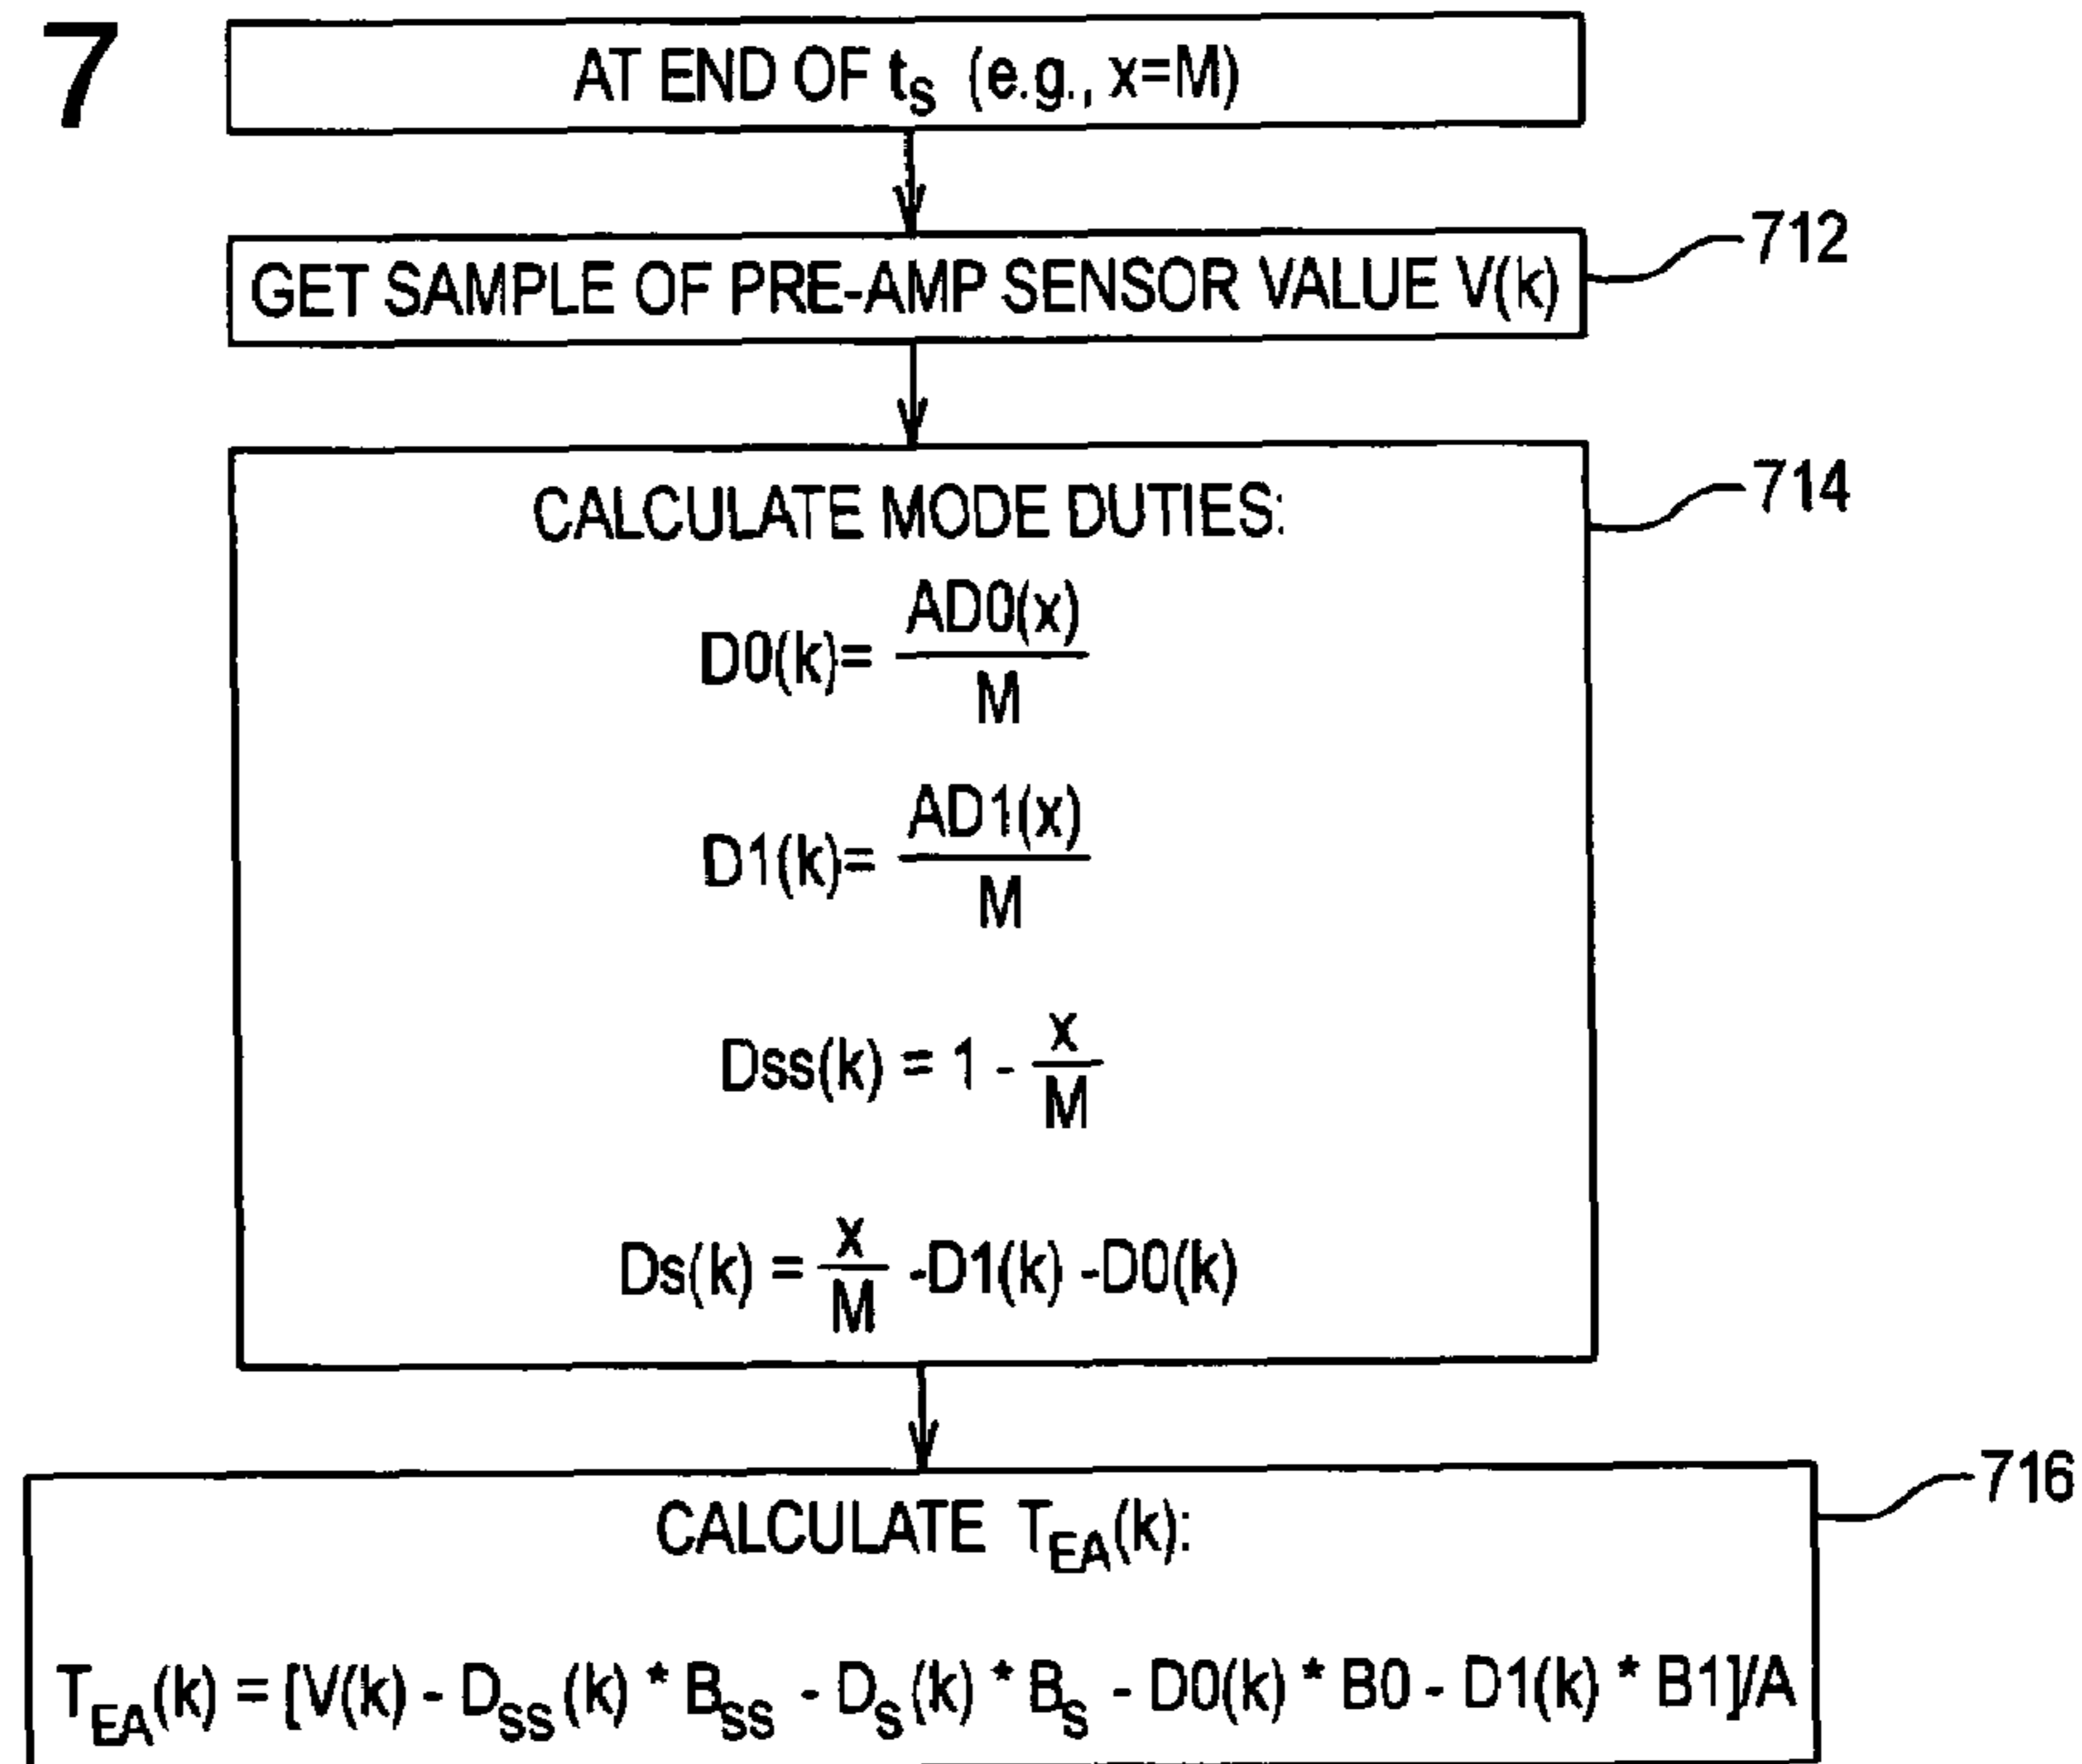 7
AT END OF tS (e.g., x=M)
GET SAMPLE OF PRE-AMP SENSOR VALUE V(k)
712
CALCULATE MODE DUTIES:
714
D0(k)= AD0(x)
M
D1(k)= AD1(x)
M
Dss(k) = 1 - x
M
Ds(k) = x -D1(k) -D0(k)
M
716
CALCULATE TEA(k):
TEA(k) = [V(k) - DSS(k) * BSS - DS(k) * BS - D0(k) * B0 - D1(k) * B1]/A